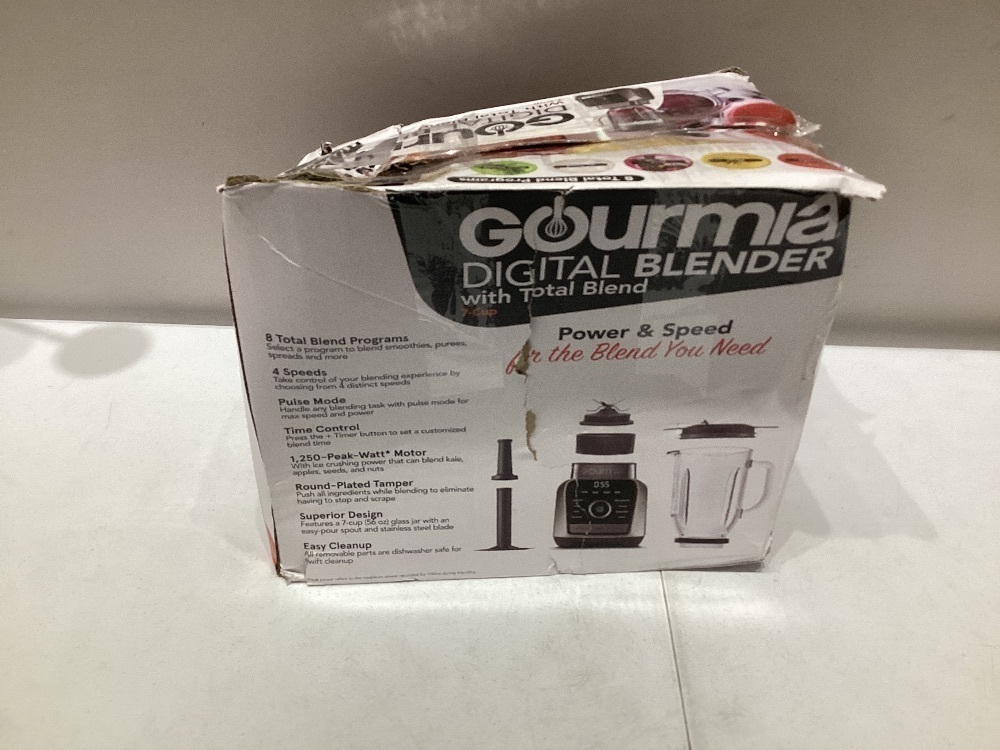 GOURMIA
DIGITAL
8 Total Blend Programs
GOURMIA
DIGITAL BLENDER
with Total Blend
7-Cup
Power & Speed
for the Blend You Need
8 Total Blend Programs
Select a program to blend smoothies, purees,
spreads and more
4 Speeds
Take control of your blending experience by
choosing from 4 distinct speeds
Pulse Mode
Handle any blending task with pulse mode for
max speed and power
Time Control
Press the + Timer button to set a customized
blend time
1,250-Peak-Watt* Motor
With ice crushing power that can blend kale,
apples, seeds, and nuts
Round-Plated Tamper
Push all ingredients while blending to eliminate
having to stop and scrape
Superior Design
Features a 7-cup (56 oz) glass jar with an
easy-pour spout and stainless steel blade
Easy Cleanup
All removable parts are dishwasher safe for
swift cleanup
GOURMIA
0:55